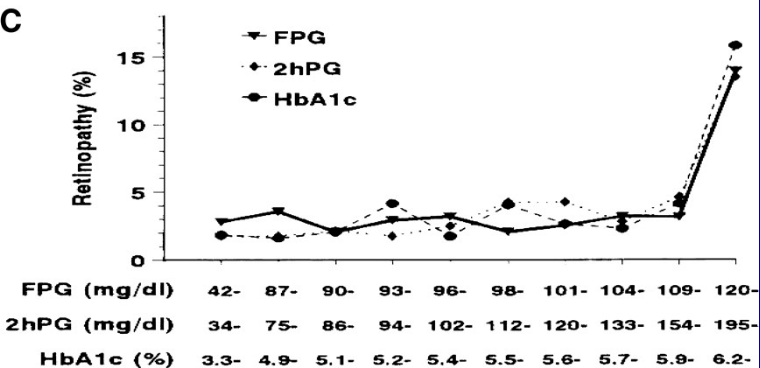 C
FPG
2hPG
HbA1c
Retinopathy (%)
15
10
5
0
FPG (mg/dl) 42- 87- 90- 93- 96- 98- 101- 104- 109- 120-
2hPG (mg/dl) 34- 75- 86- 94- 102- 112- 120- 133- 154- 195-
HbA1c (%) 3.3- 4.9- 5.1- 5.2- 5.4- 5.5- 5.6- 5.7- 5.9- 6.2-